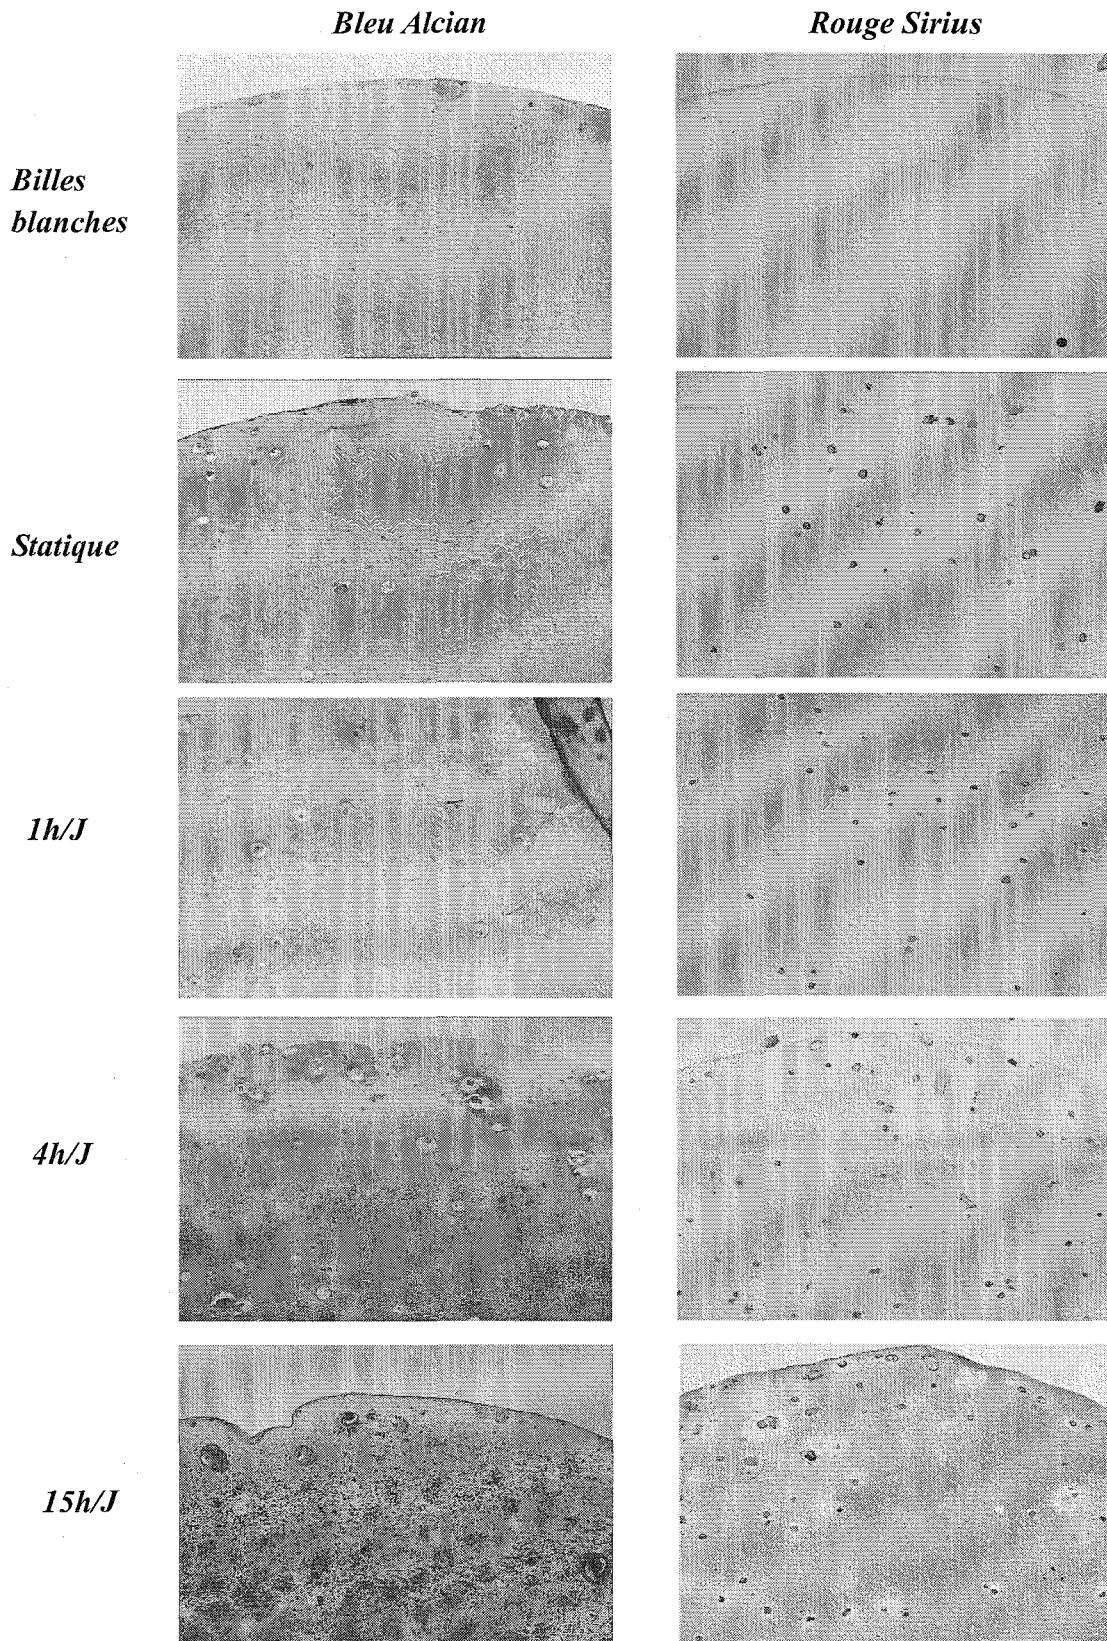 Bleu Alcian
Rouge Sirius
Billes
blanches
Statique
1h/J
4h/J
15h/J